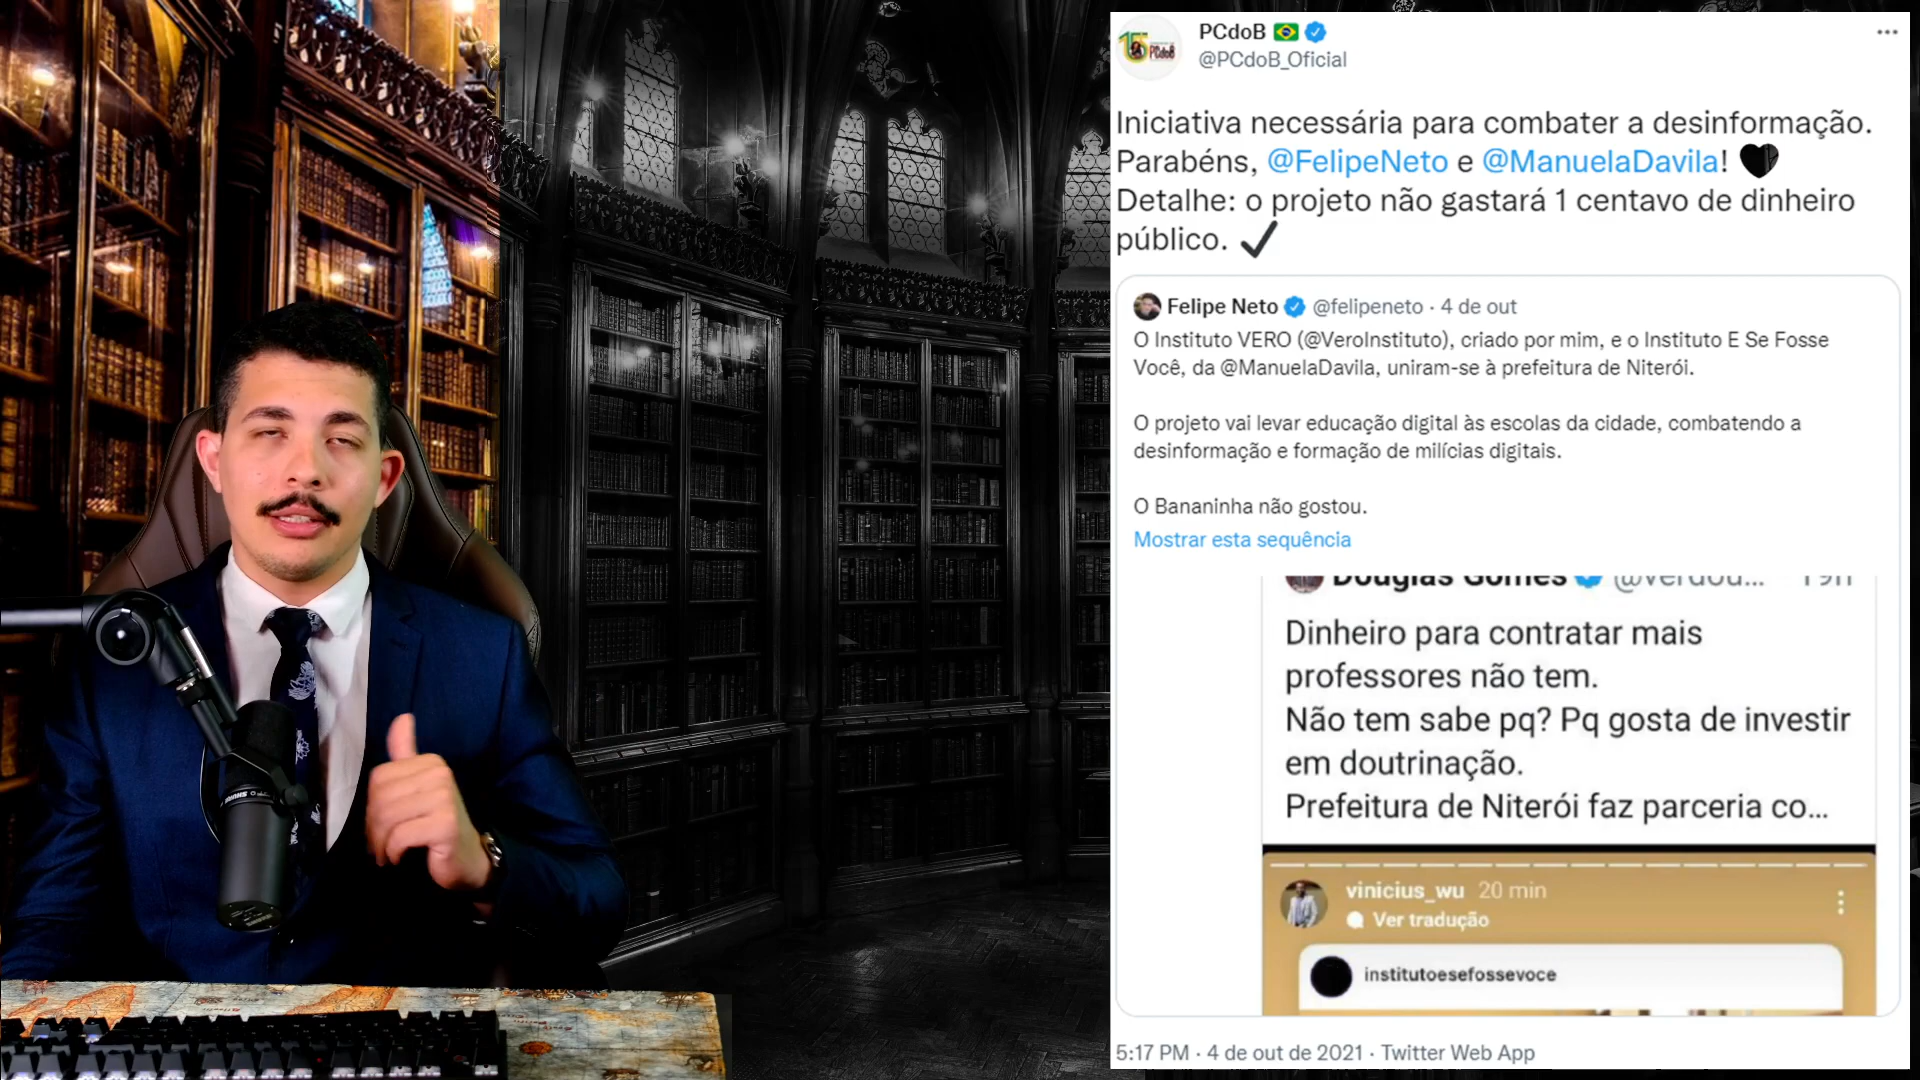 PCdoB
@PCdoB_Oficial
Iniciativa necessária para combater a desinformação.
Parabéns, @FelipeNeto e @ManuelaDavila!
Detalhe: o projeto não gastará 1 centavo de dinheiro
público.
Felipe Neto @felipeneto · 4 de out
O Instituto VERO (@VeroInstituto), criado por mim, e o Instituto E Se Fosse
Você, da @ManuelaDavila, uniram-se à prefeitura de Niterói.
O projeto vai levar educação digital às escolas da cidade, combatendo a
desinformação e formação de milícias digitais.
O Bananinha não gostou.
Mostrar esta sequência
Douglas Gomes @verdou... 19h
Dinheiro para contratar mais
professores não tem.
Não tem sabe pq? Pq gosta de investir
em doutrinação.
Prefeitura de Niterói faz parceria co...
vinicius_wu 20 min
Ver tradução
institutoesefossevoce
5:17 PM · 4 de out de 2021 · Twitter Web App
SHURE